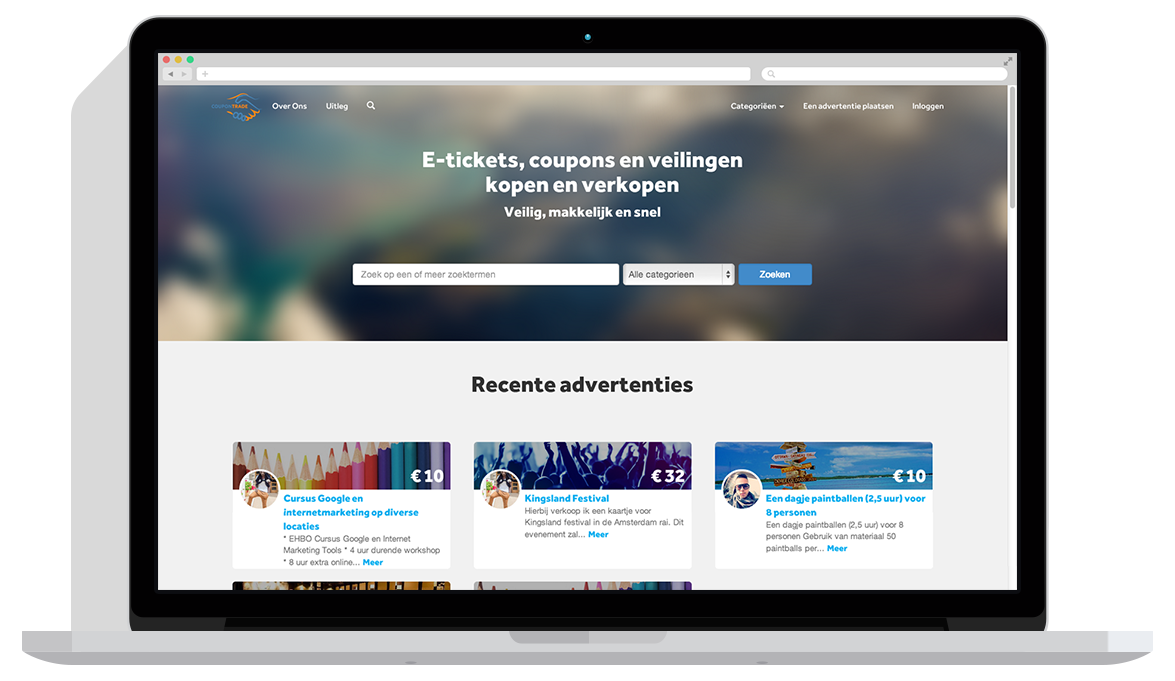 COUPONTRADE
Over Ons
Uitleg
Categoriëen
Een advertentie plaatsen
Inloggen
E-tickets, coupons en veilingen
kopen en verkopen
Veilig, makkelijk en snel
Zoek op een of meer zoektermen
Alle categorieen
Zoeken
Recente advertenties
€ 10
Cursus Google en
internetmarketing op diverse
locaties
* EHBO Cursus Google en Internet
Marketing Tools * 4 uur durende workshop
* 8 uur extra online... Meer
€ 32
Kingsland Festival
Hierbij verkoop ik een kaartje voor
Kingsland festival in de Amsterdam rai. Dit
evenement zal... Meer
€ 10
Een dagje paintballen (2,5 uur) voor
8 personen
Een dagje paintballen (2,5 uur) voor 8
personen Gebruik van materiaal 50
paintballs per... Meer